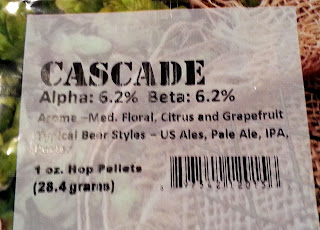 CASCADE
Alpha: 6.2% Beta: 6.2%
Aroma –Med. Floral, Citrus and Grapefruit
Typical Beer Styles – US Ales, Pale Ale, IPA,
Porter
1 oz. Hop Pellets
(28.4 grams)